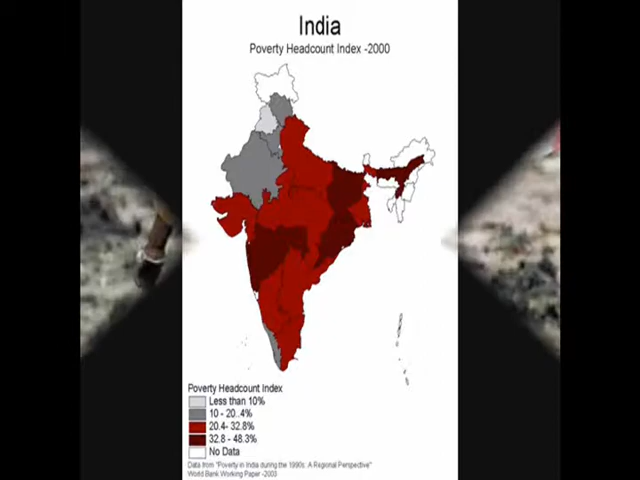 India
Poverty Headcount Index -2000
Poverty Headcount Index
Less than 10%
10 - 20..4%
20.4- 32.8%
32.8 - 48.3%
No Data
Data from "Poverty in India during the 1990s: A Regional Perspective"
World Bank Working Paper -2003